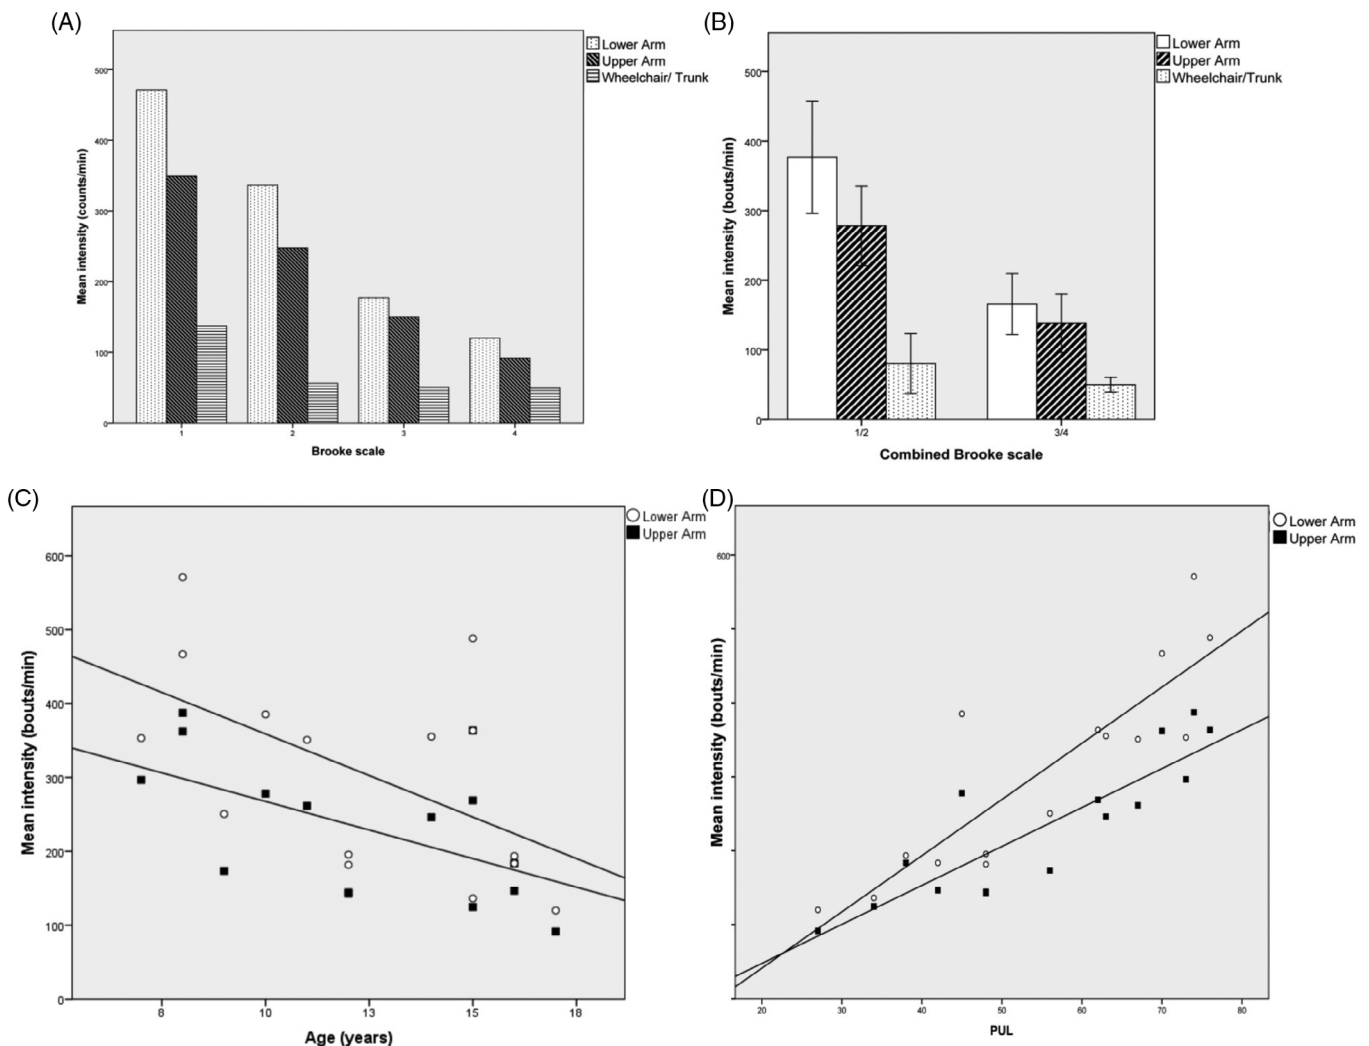 (A)
Lower Arm
Upper Arm
Wheelchair/ Trunk
Mean intensity (counts/min)
500
400
300
200
100
0
1 2 3 4
Brooke scale
(B)
Lower Arm
Upper Arm
Wheelchair/Trunk
Mean intensity (bouts/min)
500
400
300
200
100
0
1/2 3/4
Combined Brooke scale
(C)
Lower Arm
Upper Arm
Mean intensity (bouts/min)
600
500
400
300
200
100
0
8 10 13 15 18
Age (years)
(D)
Lower Arm
Upper Arm
Mean intensity (bouts/min)
600
20 30 40 50 60 70 80
PUL